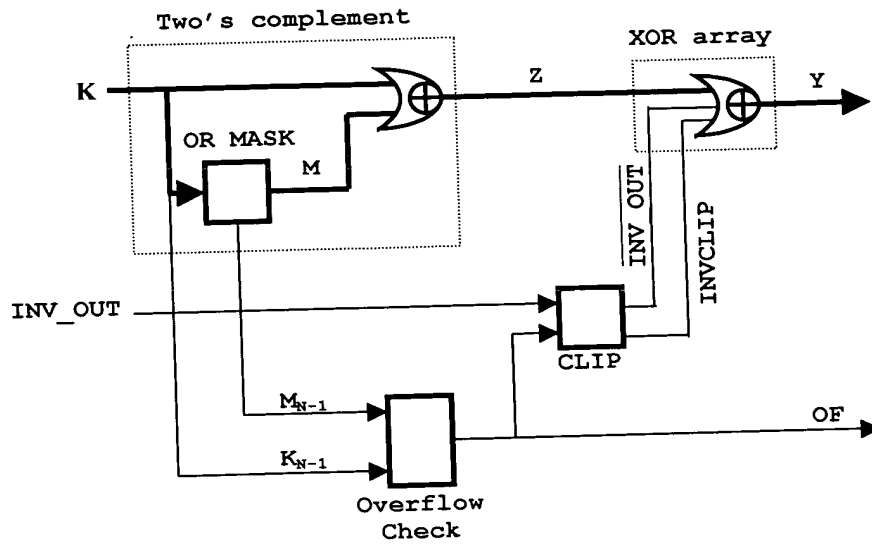 Two's complement
XOR array
K
Z
Y
OR MASK
M
INV OUT
INVCLIP
INV_OUT
CLIP
M_{N-1}
OF
K_{N-1}
Overflow
Check